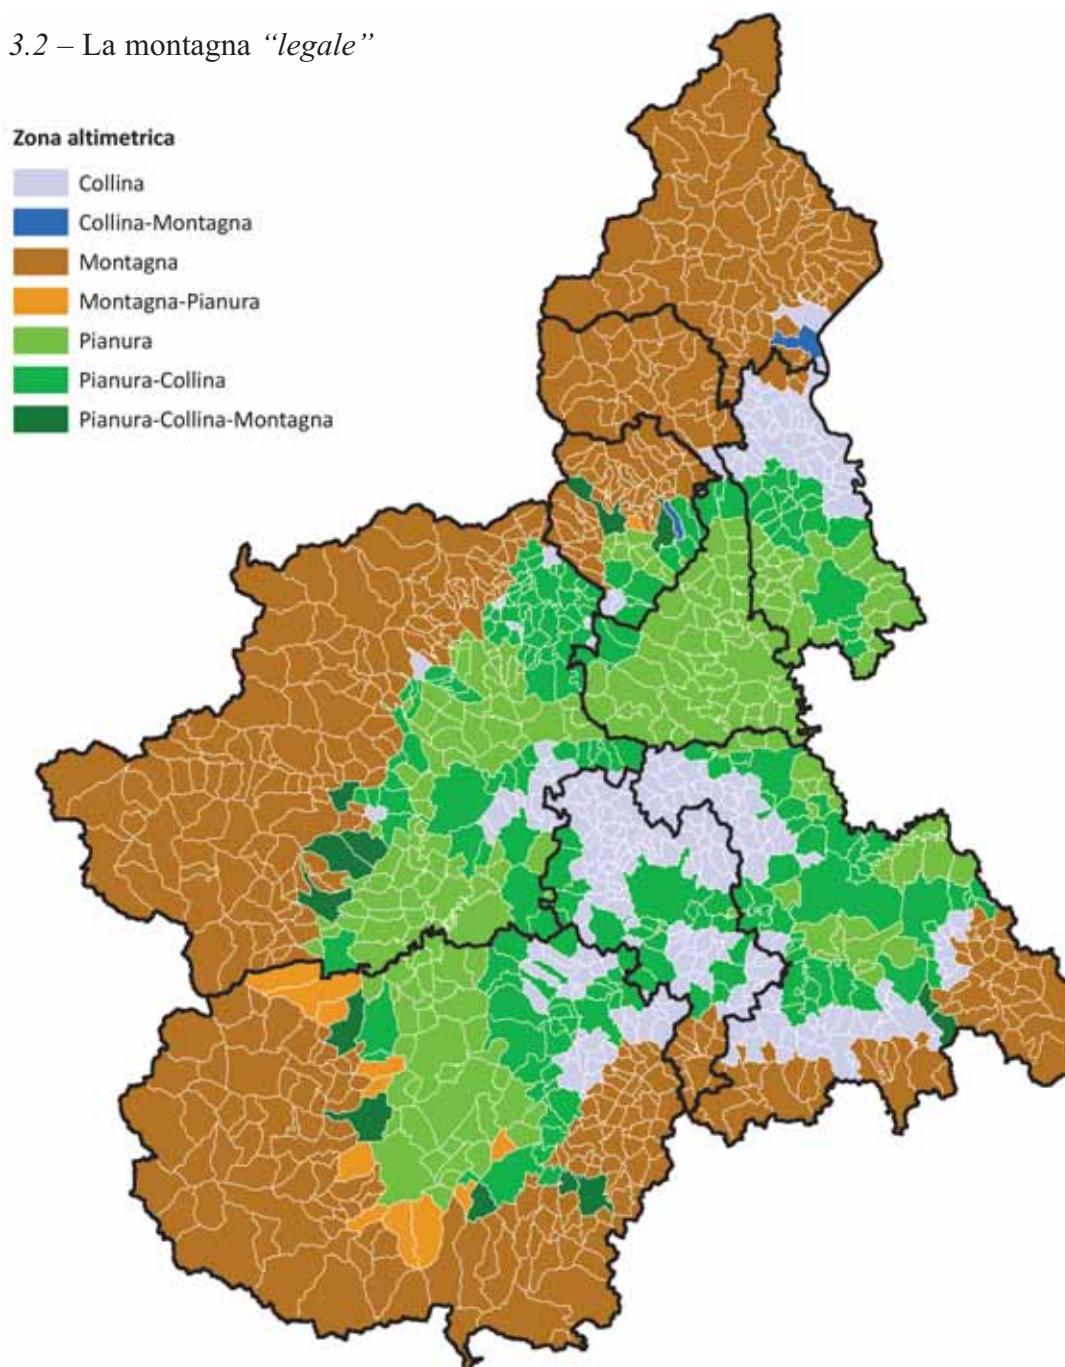 3.2 – La montagna “legale”
Zona altimetrica
Collina
Collina-Montagna
Montagna
Montagna-Pianura
Pianura
Pianura-Collina
Pianura-Collina-Montagna